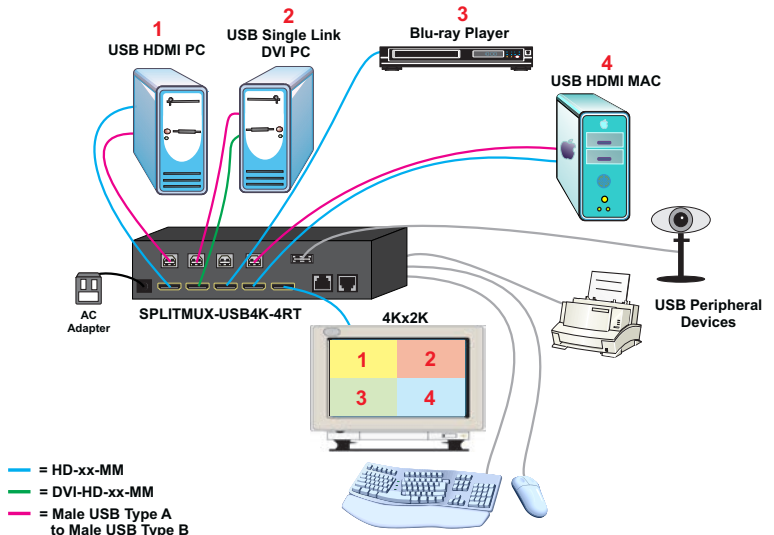 1
USB HDMI PC
2
USB Single Link
DVI PC
3
Blu-ray Player
4
USB HDMI MAC
AC
Adapter
SPLITMUX-USB4K-4RT
4Kx2K
1
2
3
4
USB Peripheral
Devices
= HD-xx-MM
= DVI-HD-xx-MM
= Male USB Type A
to Male USB Type B